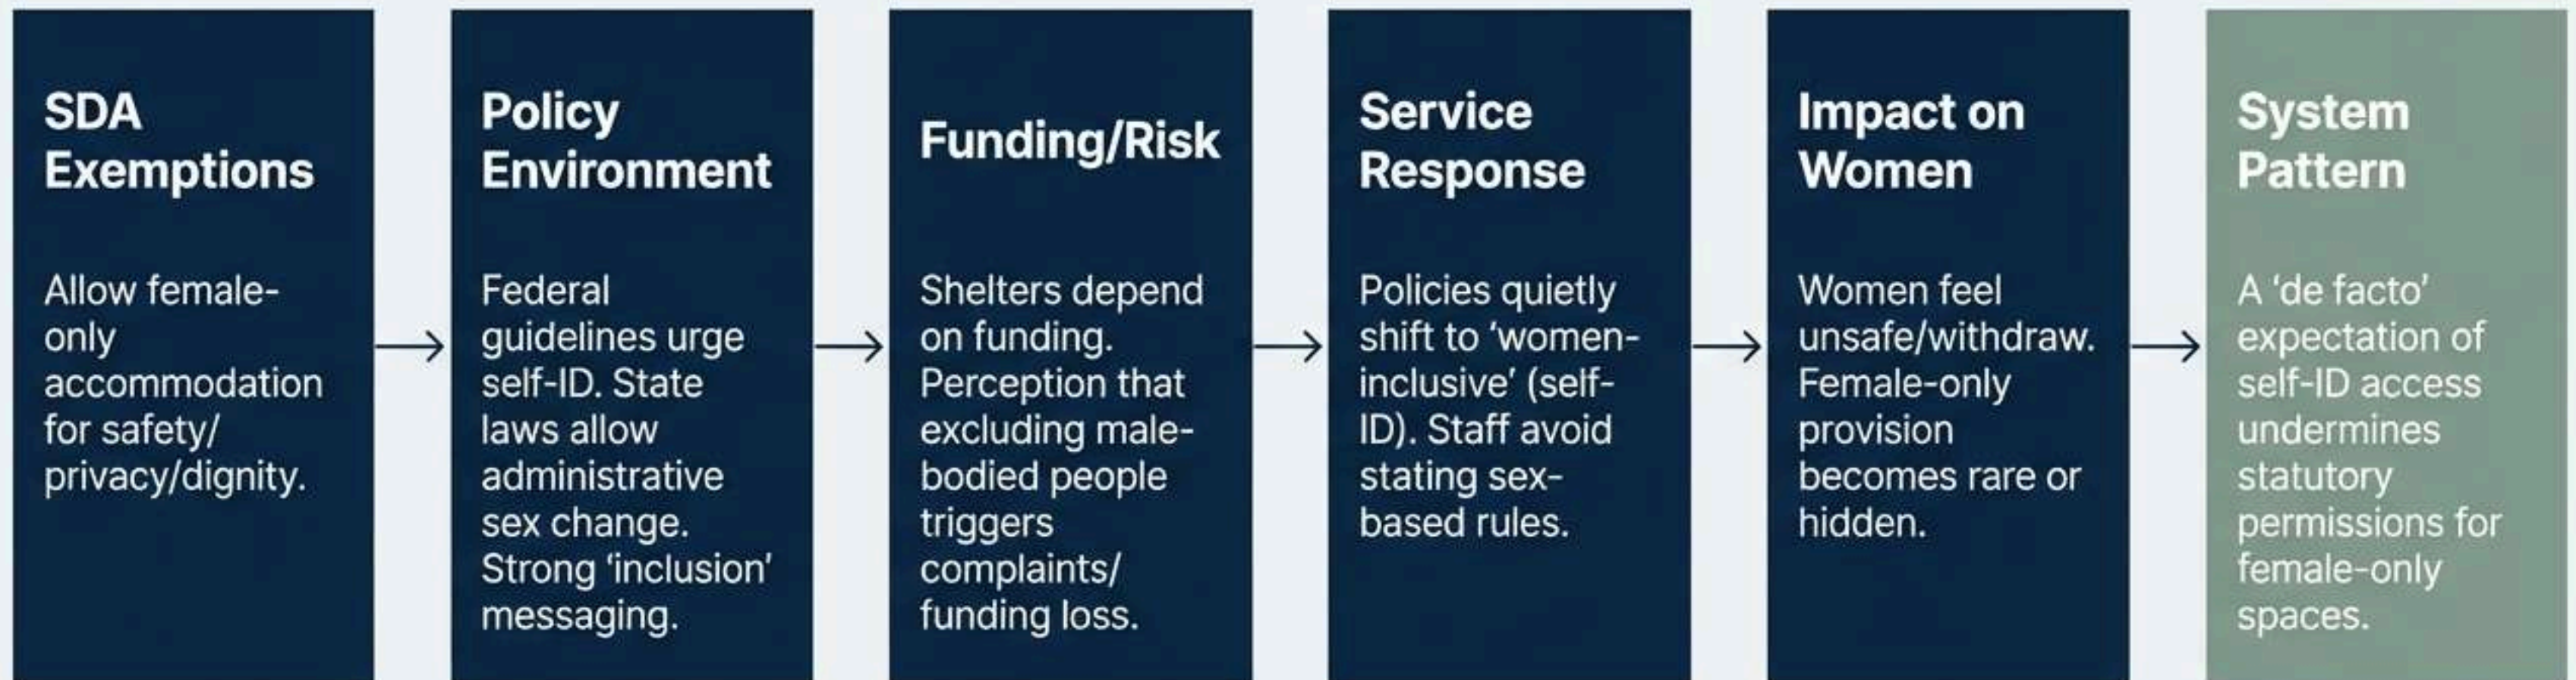 SDA
Exemptions
Allow female-
only
accommodation
for safety/
privacy/dignity.
Policy
Environment
Federal
guidelines urge
self-ID. State
laws allow
administrative
sex change.
Strong ‘inclusion’
messaging.
Funding/Risk
Shelters depend
on funding.
Perception that
excluding male-
bodied people
triggers
complaints/
funding loss.
Service
Response
Policies quietly
shift to ‘women-
inclusive’ (self-
ID). Staff avoid
stating sex-
based rules.
Impact on
Women
Women feel
unsafe/withdraw.
Female-only
provision
becomes rare or
hidden.
System
Pattern
A ‘de facto’
expectation of
self-ID access
undermines
statutory
permissions for
female-only
spaces.